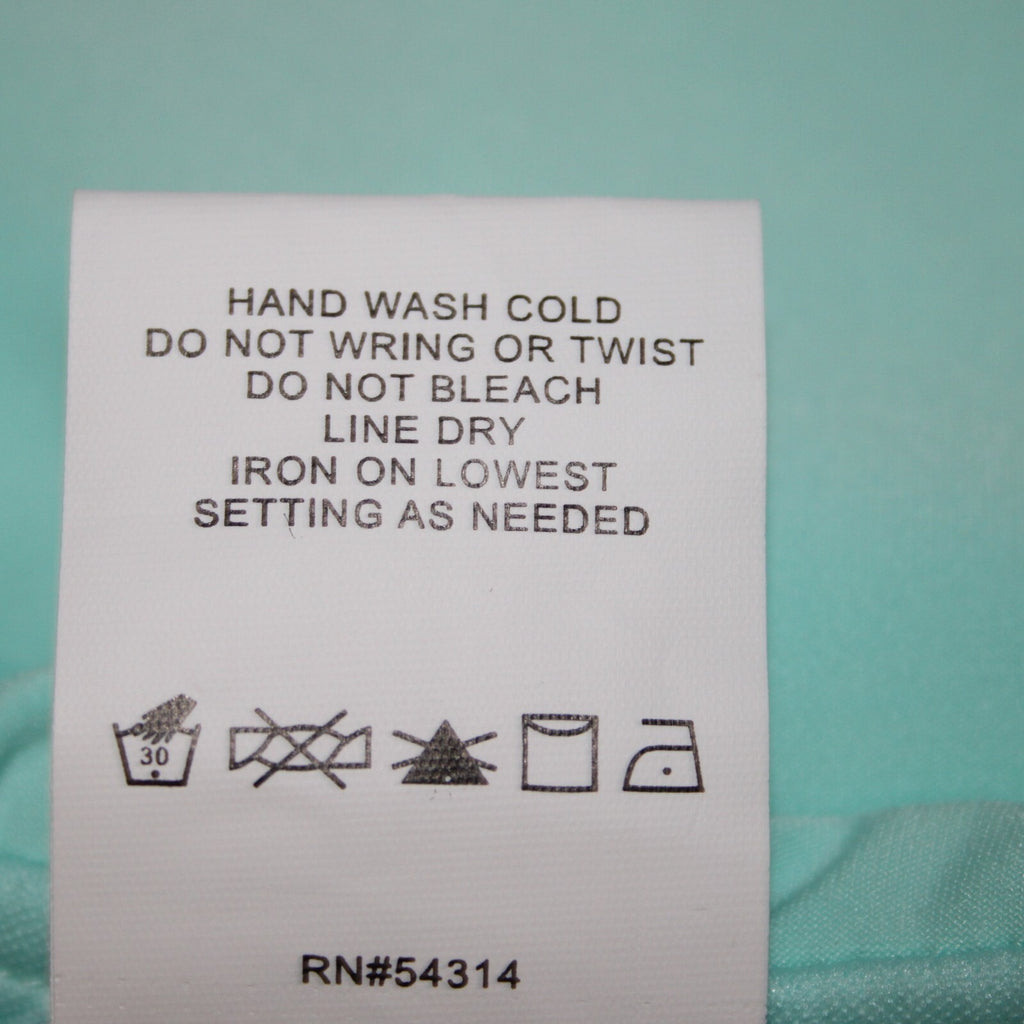 HAND WASH COLD
DO NOT WRING OR TWIST
DO NOT BLEACH
LINE DRY
IRON ON LOWEST
SETTING AS NEEDED
30
RN#54314